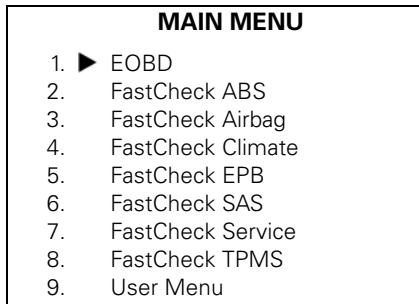 MAIN MENU
1. ▶ EOBD
2. FastCheck ABS
3. FastCheck Airbag
4. FastCheck Climate
5. FastCheck EPB
6. FastCheck SAS
7. FastCheck Service
8. FastCheck TPMS
9. User Menu